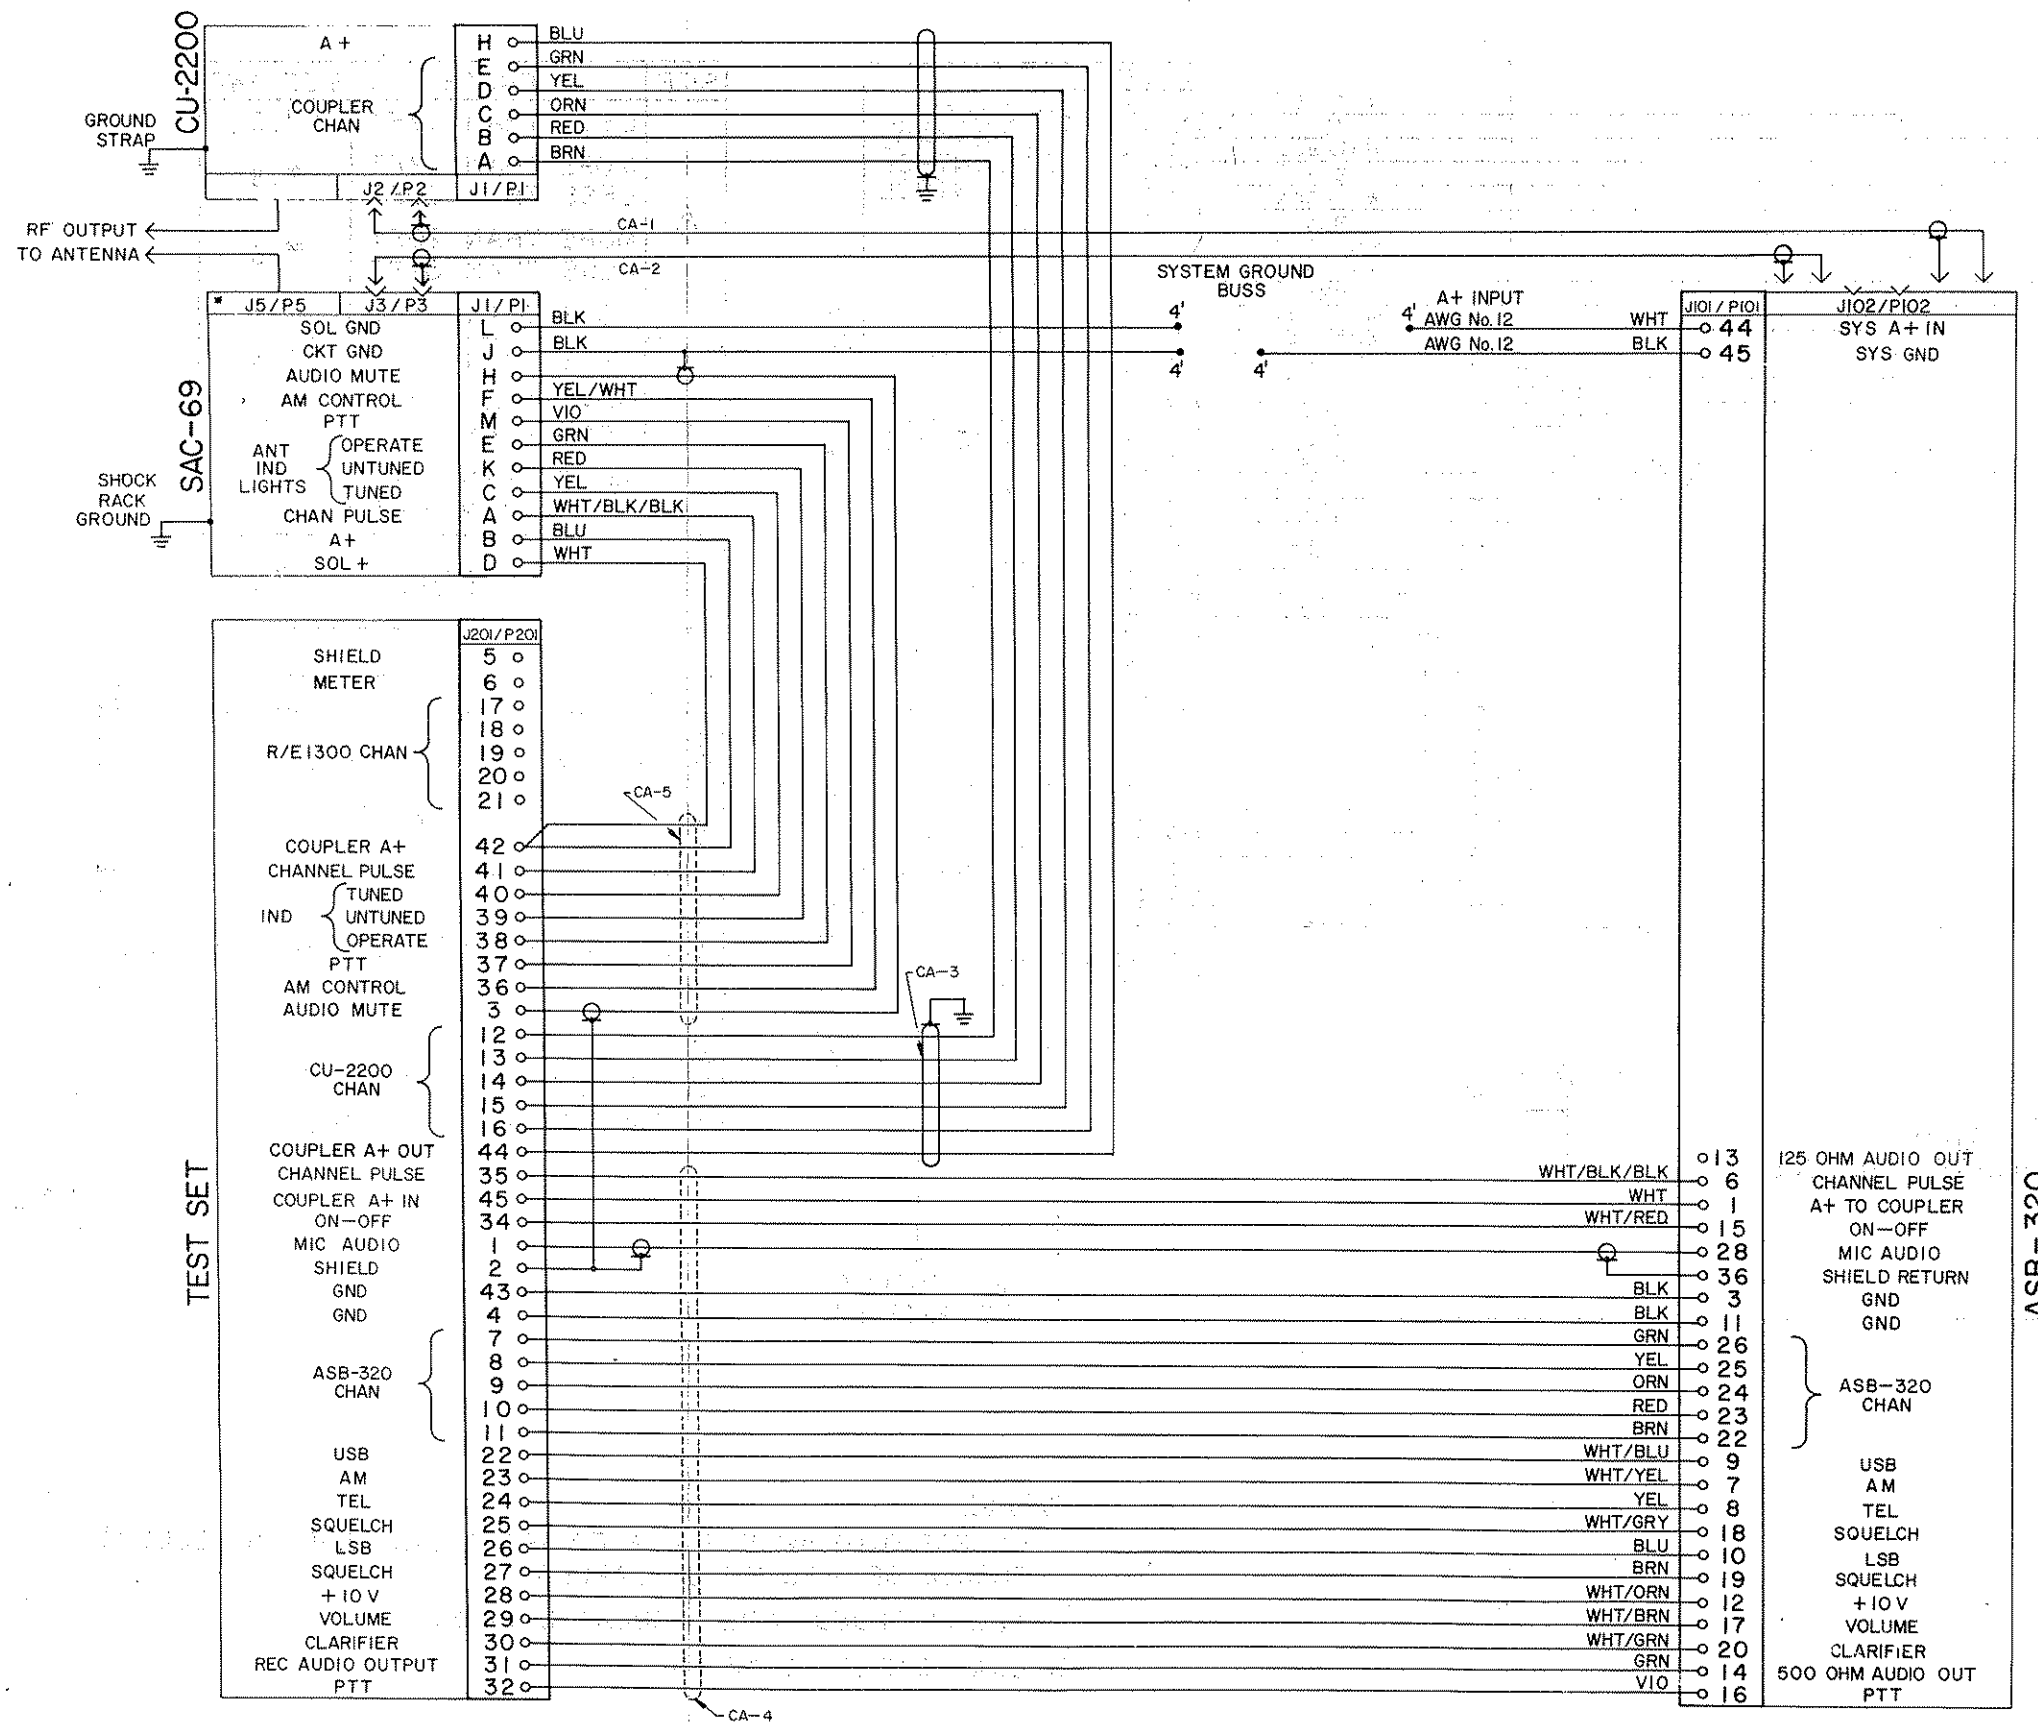 CU-2200
A+
COUPLER
CHAN
GROUND
STRAP
H BLU
E GRN
D YEL
C ORN
B RED
A BRN
J2/P2
J1/P1
RF OUTPUT
TO ANTENNA
CA-1
CA-2
SYSTEM GROUND
BUSS
4'
4'
4'
4'
A+ INPUT
AWG No.12
AWG No.12
WHT
BLK
J101/P101
J102/P102
44 SYS A+ IN
45 SYS GND
SAC-69
SHOCK
RACK
GROUND
* J5/P5
J3/P3
J1/P1
SOL GND L BLK
CKT GND J BLK
AUDIO MUTE H
AM CONTROL F YEL/WHT
PTT M VIO
ANT
IND
LIGHTS
OPERATE E GRN
UNTUNED K RED
TUNED C YEL
CHAN PULSE A WHT/BLK/BLK
A+ B BLU
SOL+ D WHT
TEST SET
J201/P201
SHIELD 5
METER 6
R/E1300 CHAN
17
18
19
20
21
CA-5
COUPLER A+ 42
CHANNEL PULSE 41
IND
TUNED 40
UNTUNED 39
OPERATE 38
PTT 37
AM CONTROL 36
AUDIO MUTE 3
CA-3
CU-2200
CHAN
12
13
14
15
16
COUPLER A+ OUT 44
CHANNEL PULSE 35
COUPLER A+ IN 45
ON-OFF 34
MIC AUDIO 1
SHIELD 2
GND 43
GND 4
ASB-320
CHAN
7
8
9
10
11
USB 22
AM 23
TEL 24
SQUELCH 25
LSB 26
SQUELCH 27
+10V 28
VOLUME 29
CLARIFIER 30
REC AUDIO OUTPUT 31
PTT 32
CA-4
ASB-320
13 125 OHM AUDIO OUT
WHT/BLK/BLK 6 CHANNEL PULSE
WHT 1 A+ TO COUPLER
WHT/RED 15 ON-OFF
28 MIC AUDIO
36 SHIELD RETURN
BLK 3 GND
BLK 11 GND
GRN 26
YEL 25
ORN 24
RED 23
BRN 22
ASB-320
CHAN
WHT/BLU 9 USB
WHT/YEL 7 AM
YEL 8 TEL
WHT/GRY 18 SQUELCH
BLU 10 LSB
BRN 19 SQUELCH
WHT/ORN 12 +10V
WHT/BRN 17 VOLUME
WHT/GRN 20 CLARIFIER
GRN 14 500 OHM AUDIO OUT
VIO 16 PTT